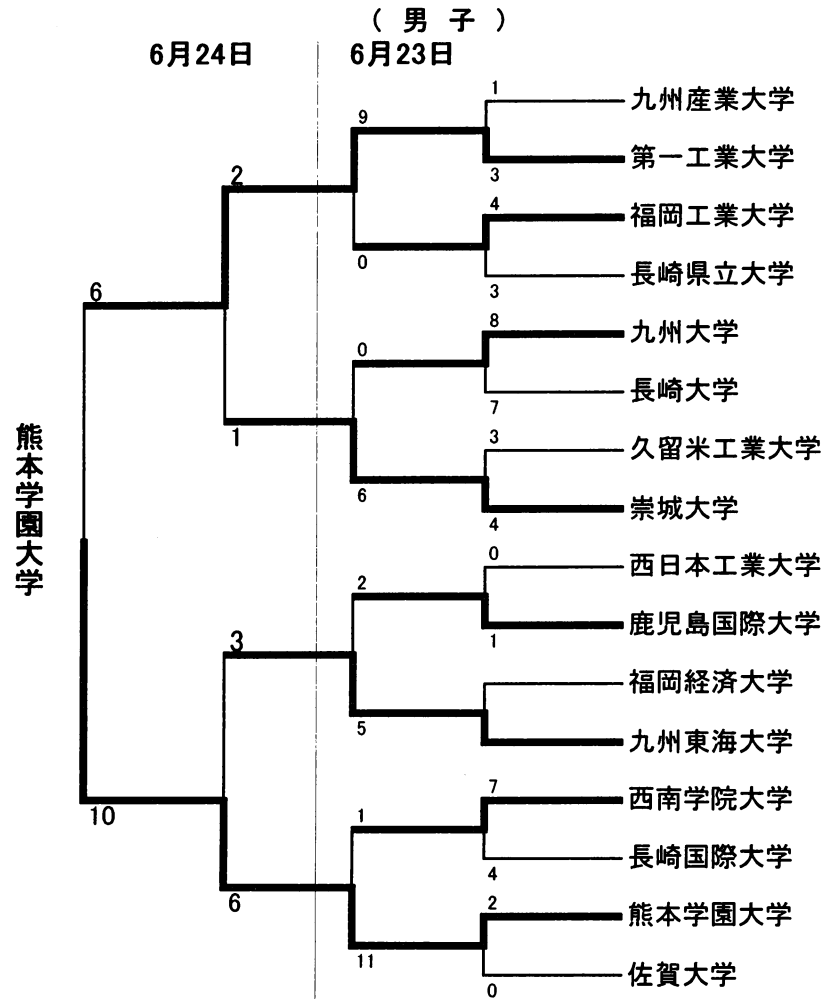 ( 男 子 )
6月24日
6月23日
1
九州産業大学
9
第一工業大学
3
2
4
福岡工業大学
0
長崎県立大学
3
6
8
九州大学
0
長崎大学
7
1
3
久留米工業大学
6
崇城大学
4
熊本学園大学
0
西日本工業大学
2
鹿児島国際大学
1
3
福岡経済大学
5
九州東海大学
7
西南学院大学
10
1
長崎国際大学
4
6
2
熊本学園大学
11
佐賀大学
0